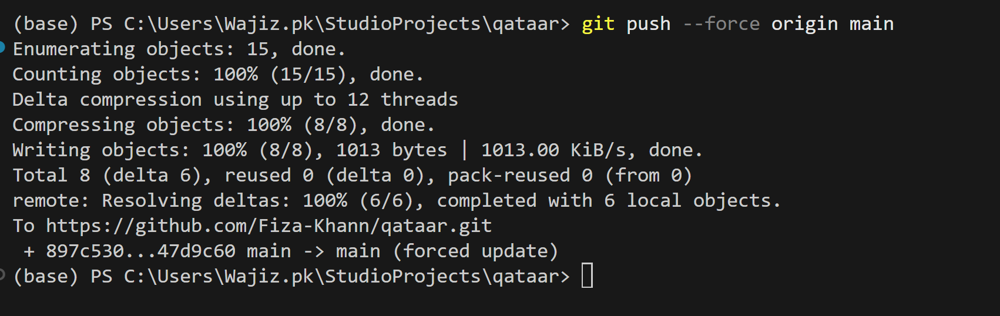 (base) PS C:\Users\Wajiz.pk\StudioProjects\qataar> git push --force origin main
Enumerating objects: 15, done.
Counting objects: 100% (15/15), done.
Delta compression using up to 12 threads
Compressing objects: 100% (8/8), done.
Writing objects: 100% (8/8), 1013 bytes | 1013.00 KiB/s, done.
Total 8 (delta 6), reused 0 (delta 0), pack-reused 0 (from 0)
remote: Resolving deltas: 100% (6/6), completed with 6 local objects.
To https://github.com/Fiza-Khann/qataar.git
 + 897c530...47d9c60 main -> main (forced update)
(base) PS C:\Users\Wajiz.pk\StudioProjects\qataar>